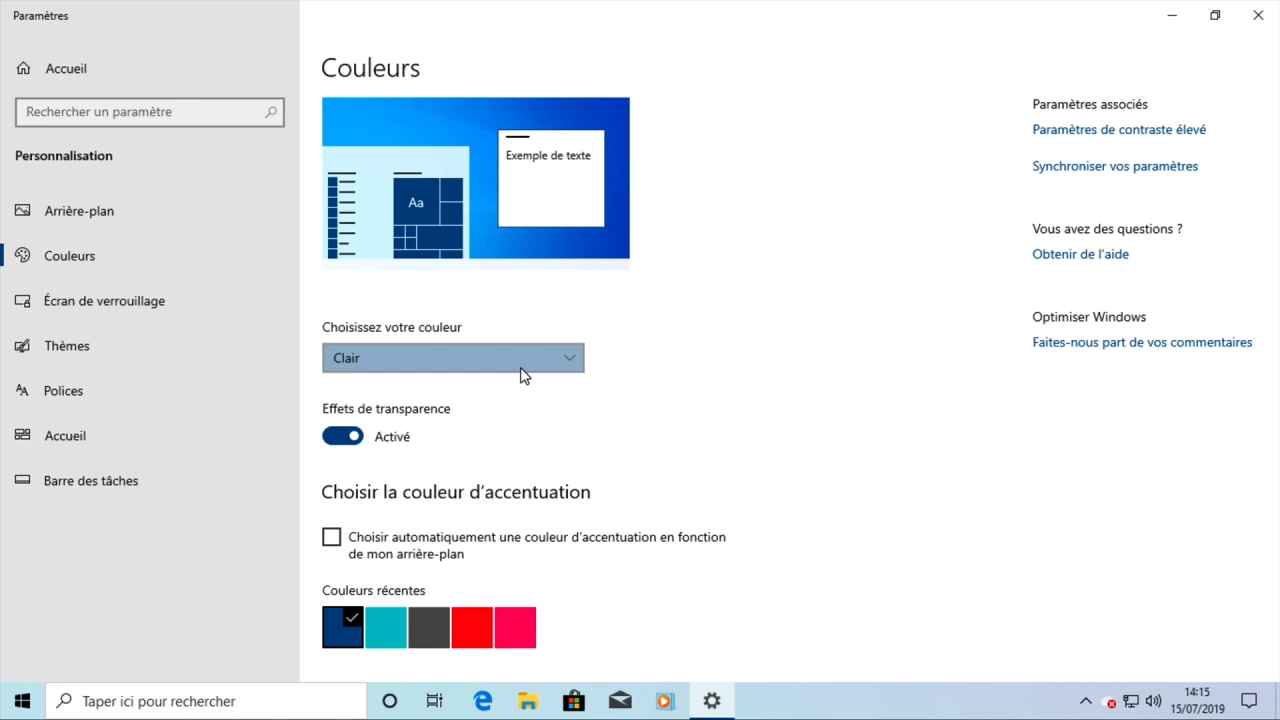 Paramètres
Accueil
Rechercher un paramètre
Personnalisation
Arrière-plan
Couleurs
Écran de verrouillage
Thèmes
Polices
Accueil
Barre des tâches
Couleurs
Exemple de texte
Aa
Choisissez votre couleur
Clair
Effets de transparence
Activé
Choisir la couleur d'accentuation
Choisir automatiquement une couleur d'accentuation en fonction
de mon arrière-plan
Couleurs récentes
Paramètres associés
Paramètres de contraste élevé
Synchroniser vos paramètres
Vous avez des questions ?
Obtenir de l'aide
Optimiser Windows
Faites-nous part de vos commentaires
Taper ici pour rechercher
14:15
15/07/2019